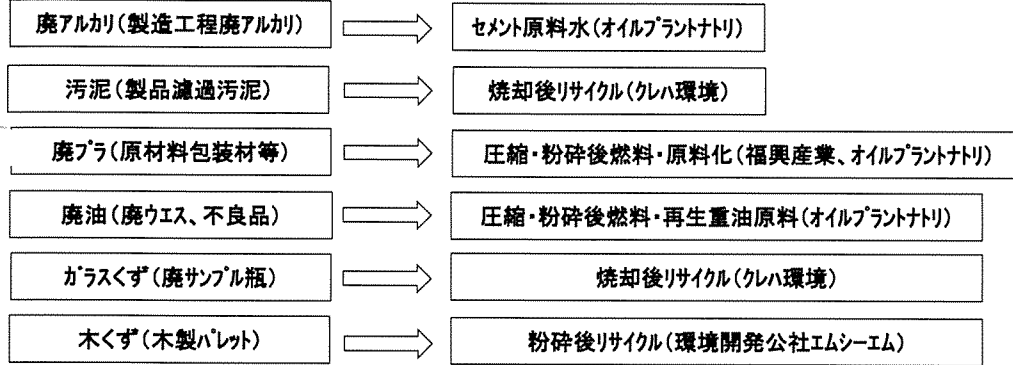 廃アルカリ(製造工程廃アルカリ) セメント原料水(オイルプラントナトリ)
汚泥(製品濾過汚泥) 焼却後リサイクル(クレハ環境)
廃プラ(原材料包装材等) 圧縮・粉砕後燃料・原料化(福興産業、オイルプラントナトリ)
廃油(廃ウエス、不良品) 圧縮・粉砕後燃料・再生重油原料(オイルプラントナトリ)
ガラスくず(廃サンプル瓶) 焼却後リサイクル(クレハ環境)
木くず(木製パレット) 粉砕後リサイクル(環境開発公社エムシーエム)